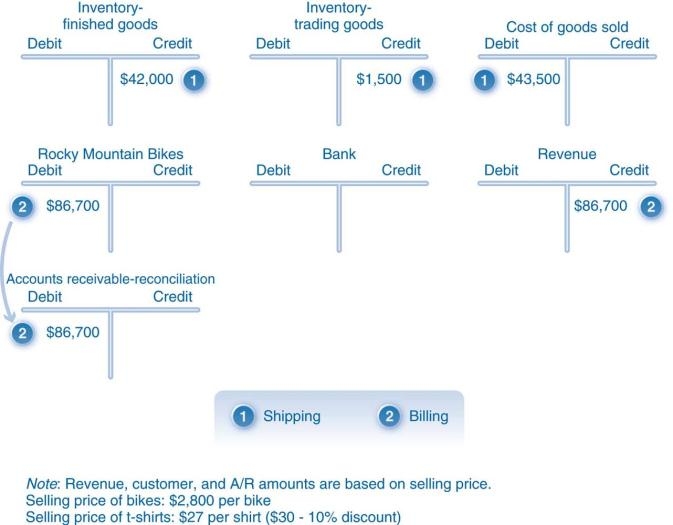 Inventory-
finished goods
Debit Credit
$42,000 1
Inventory-
trading goods
Debit Credit
$1,500 1
Cost of goods sold
Debit Credit
1 $43,500
Rocky Mountain Bikes
Debit Credit
2 $86,700
Bank
Debit Credit
Revenue
Debit Credit
$86,700 2
Accounts receivable-reconciliation
Debit Credit
2 $86,700
1 Shipping 2 Billing
Note: Revenue, customer, and A/R amounts are based on selling price.
Selling price of bikes: $2,800 per bike
Selling price of t-shirts: $27 per shirt ($30 - 10% discount)